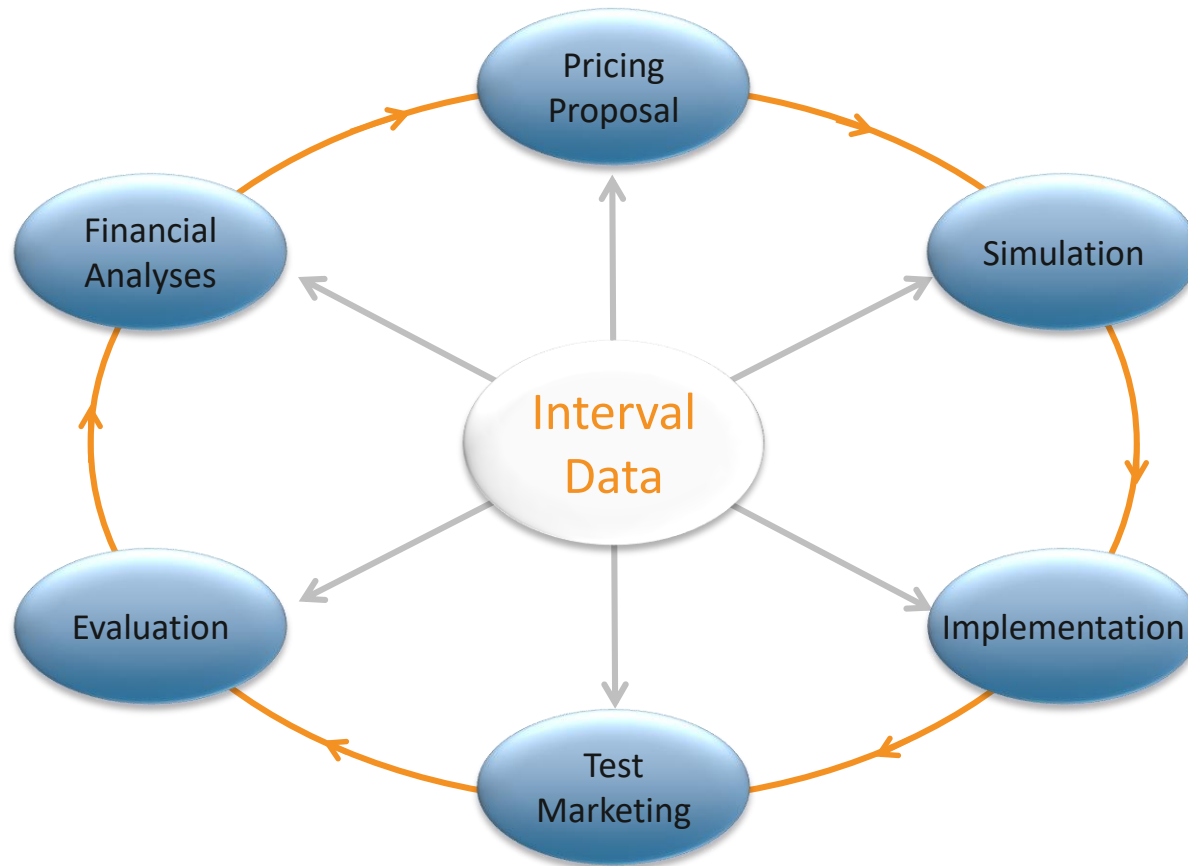 Pricing
Proposal
Financial
Analyses
Simulation
Interval
Data
Evaluation
Implementation
Test
Marketing